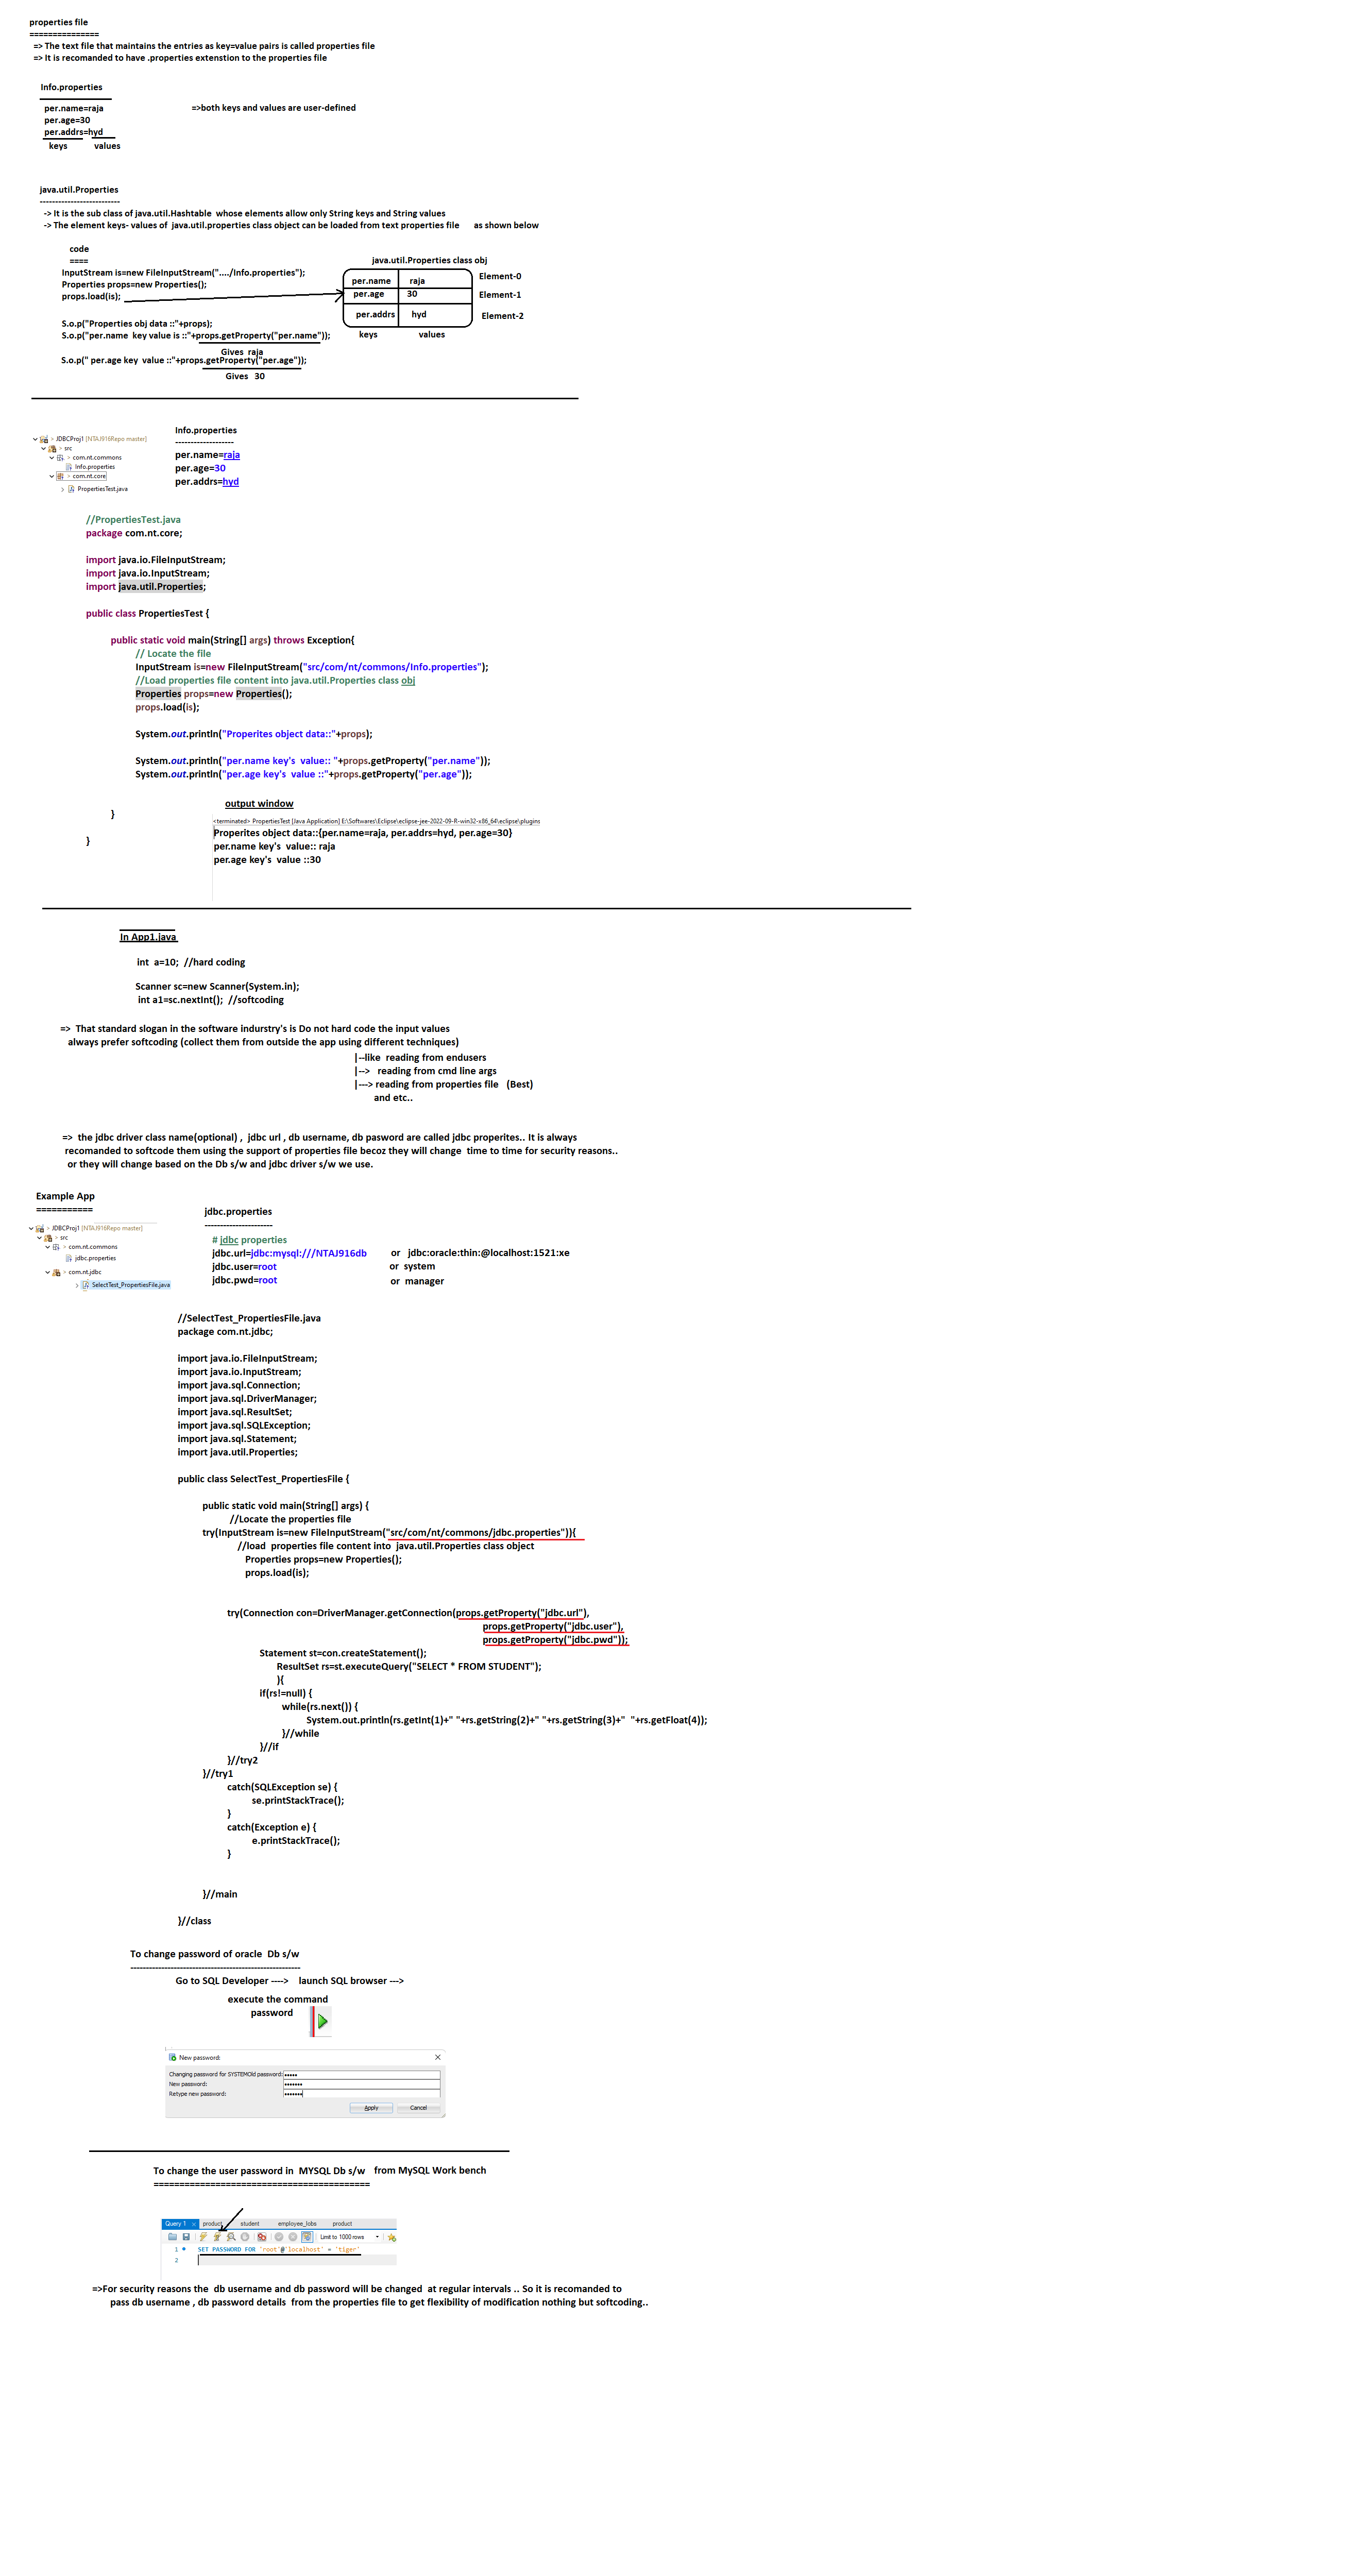 properties file
===============
=> The text file that maintains the entries as key=value pairs is called properties file
=> It is recomanded to have .properties extenstion to the properties file
Info.properties
per.name=raja =>both keys and values are user-defined
per.age=30
per.addrs=hyd
keys values
java.util.Properties
--------------------------
-> It is the sub class of java.util.Hashtable whose elements allow only String keys and String values
-> The element keys- values of java.util.properties class object can be loaded from text properties file as shown below
code
====
java.util.Properties class obj
InputStream is=new FileInputStream("..../Info.properties");
Properties props=new Properties();
props.load(is);
per.name raja Element-0
per.age 30 Element-1
per.addrs hyd Element-2
keys values
S.o.p("Properties obj data ::"+props);
S.o.p("per.name key value is ::"+props.getProperty("per.name"));
Gives raja
S.o.p(" per.age key value ::"+props.getProperty("per.age"));
Gives 30
JDBCProj1 [NTAJ916Repo master]
src
com.nt.commons
Info.properties
com.nt.core
PropertiesTest.java
Info.properties
-------------------
per.name=raja
per.age=30
per.addrs=hyd
//PropertiesTest.java
package com.nt.core;
import java.io.FileInputStream;
import java.io.InputStream;
import java.util.Properties;
public class PropertiesTest {
public static void main(String[] args) throws Exception{
// Locate the file
InputStream is=new FileInputStream("src/com/nt/commons/Info.properties");
//Load properties file content into java.util.Properties class obj
Properties props=new Properties();
props.load(is);
System.out.println("Properites object data::"+props);
System.out.println("per.name key's value:: "+props.getProperty("per.name"));
System.out.println("per.age key's value ::"+props.getProperty("per.age"));
}
}
output window
<terminated> PropertiesTest [Java Application] E:\Softwares\Eclipse\eclipse-jee-2022-09-R-win32-x86_64\eclipse\plugins
Properites object data::{per.name=raja, per.addrs=hyd, per.age=30}
per.name key's value:: raja
per.age key's value ::30
In App1.java
int a=10; //hard coding
Scanner sc=new Scanner(System.in);
int a1=sc.nextInt(); //softcoding
=> That standard slogan in the software indurstry's is Do not hard code the input values
always prefer softcoding (collect them from outside the app using different techniques)
|--like reading from endusers
|--> reading from cmd line args
|---> reading from properties file (Best)
and etc..
=> the jdbc driver class name(optional) , jdbc url , db username, db pasword are called jdbc properites.. It is always
recomanded to softcode them using the support of properties file becoz they will change time to time for security reasons..
or they will change based on the Db s/w and jdbc driver s/w we use.
Example App
===========
JDBCProj1 [NTAJ916Repo master]
src
com.nt.commons
jdbc.properties
com.nt.jdbc
SelectTest_PropertiesFile.java
jdbc.properties
----------------------
# jdbc properties
jdbc.url=jdbc:mysql:///NTAJ916db or jdbc:oracle:thin:@localhost:1521:xe
jdbc.user=root or system
jdbc.pwd=root or manager
//SelectTest_PropertiesFile.java
package com.nt.jdbc;
import java.io.FileInputStream;
import java.io.InputStream;
import java.sql.Connection;
import java.sql.DriverManager;
import java.sql.ResultSet;
import java.sql.SQLException;
import java.sql.Statement;
import java.util.Properties;
public class SelectTest_PropertiesFile {
public static void main(String[] args) {
//Locate the properties file
try(InputStream is=new FileInputStream("src/com/nt/commons/jdbc.properties")){
//load properties file content into java.util.Properties class object
Properties props=new Properties();
props.load(is);
try(Connection con=DriverManager.getConnection(props.getProperty("jdbc.url"),
props.getProperty("jdbc.user"),
props.getProperty("jdbc.pwd"));
Statement st=con.createStatement();
ResultSet rs=st.executeQuery("SELECT * FROM STUDENT");
){
if(rs!=null) {
while(rs.next()) {
System.out.println(rs.getInt(1)+" "+rs.getString(2)+" "+rs.getString(3)+" "+rs.getFloat(4));
}//while
}//if
}//try2
}//try1
catch(SQLException se) {
se.printStackTrace();
}
catch(Exception e) {
e.printStackTrace();
}
}//main
}//class
To change password of oracle Db s/w
-------------------------------------------------------
Go to SQL Developer ----> launch SQL browser --->
execute the command
password
New password:
Changing password for SYSTEMOld password:
New password:
Retype new password:
Apply Cancel
To change the user password in MYSQL Db s/w from MySQL Work bench
==========================================
Query 1 product student employee_lobs product
Limit to 1000 rows
1 SET PASSWORD FOR 'root'@'localhost' = 'tiger'
2
=>For security reasons the db username and db password will be changed at regular intervals .. So it is recomanded to
pass db username , db password details from the properties file to get flexibility of modification nothing but softcoding..